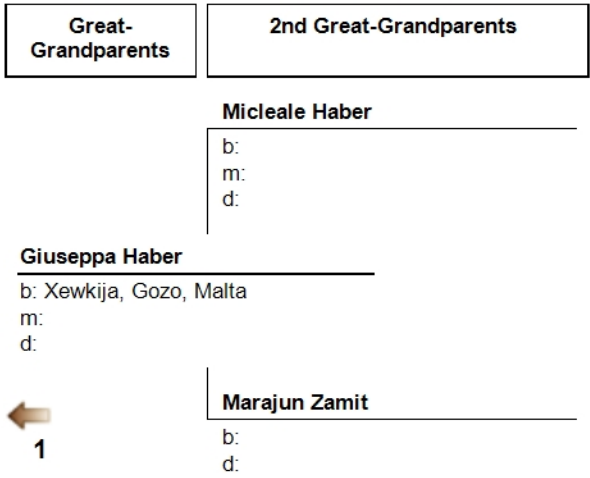 Great-
Grandparents
2nd Great-Grandparents
Micleale Haber
b:
m:
d:
Giuseppa Haber
b: Xewkija, Gozo, Malta
m:
d:
Marajun Zamit
b:
d:
1